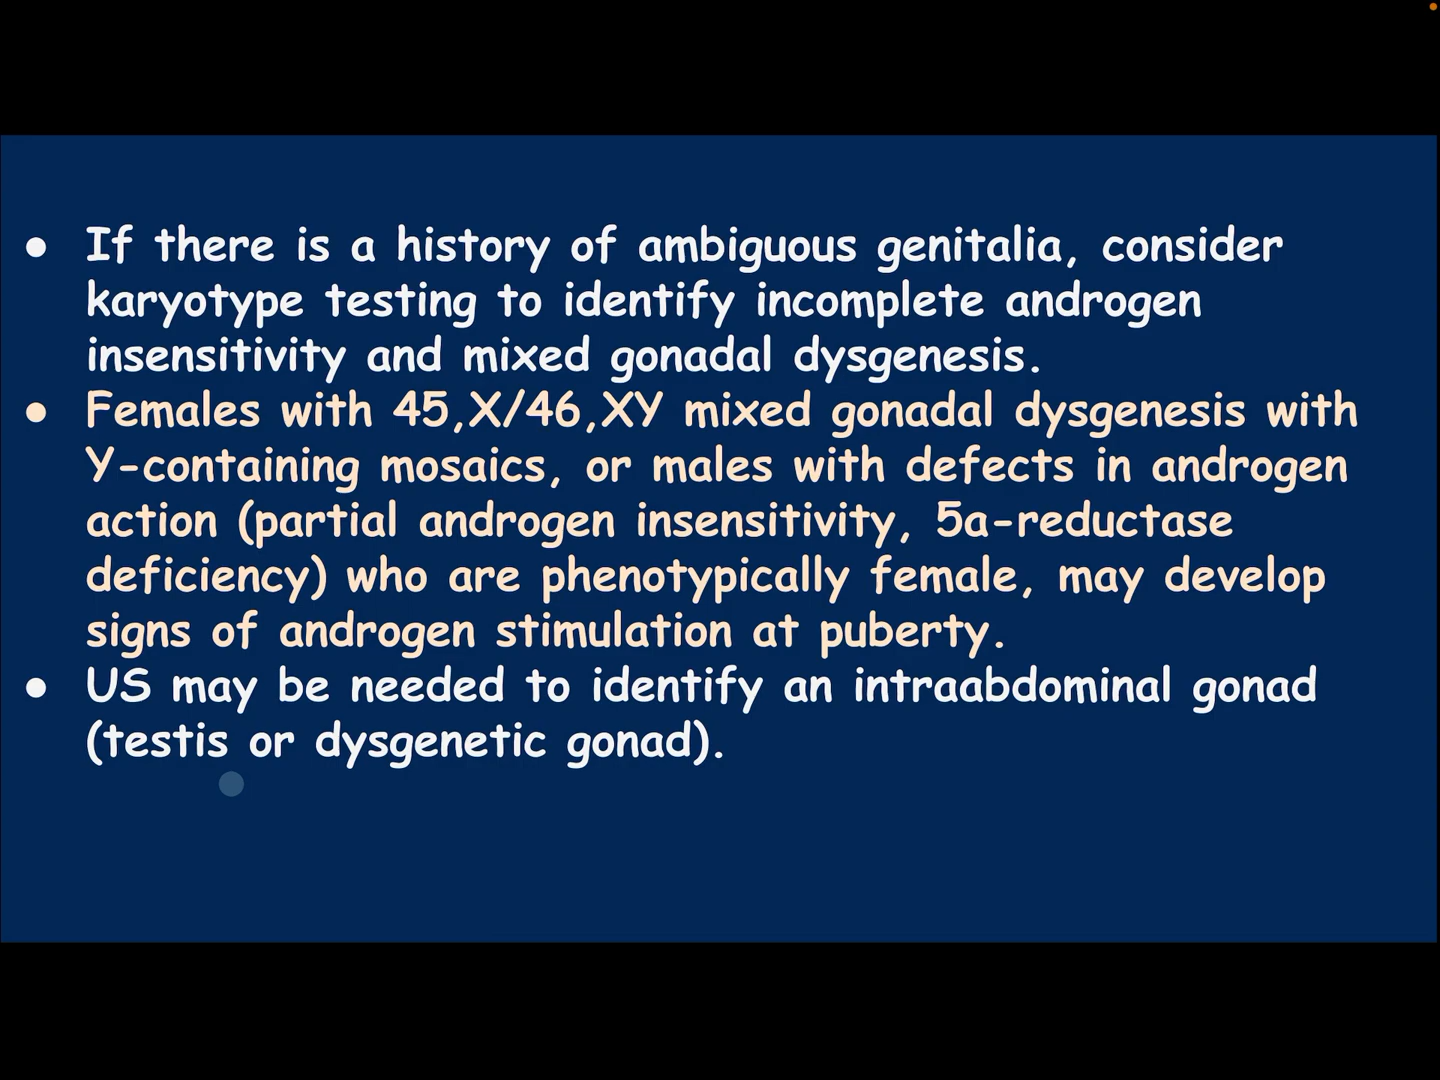 ● If there is a history of ambiguous genitalia, consider
karyotype testing to identify incomplete androgen
insensitivity and mixed gonadal dysgenesis.
● Females with 45,X/46,XY mixed gonadal dysgenesis with
Y-containing mosaics, or males with defects in androgen
action (partial androgen insensitivity, 5a-reductase
deficiency) who are phenotypically female, may develop
signs of androgen stimulation at puberty.
● US may be needed to identify an intraabdominal gonad
(testis or dysgenetic gonad).